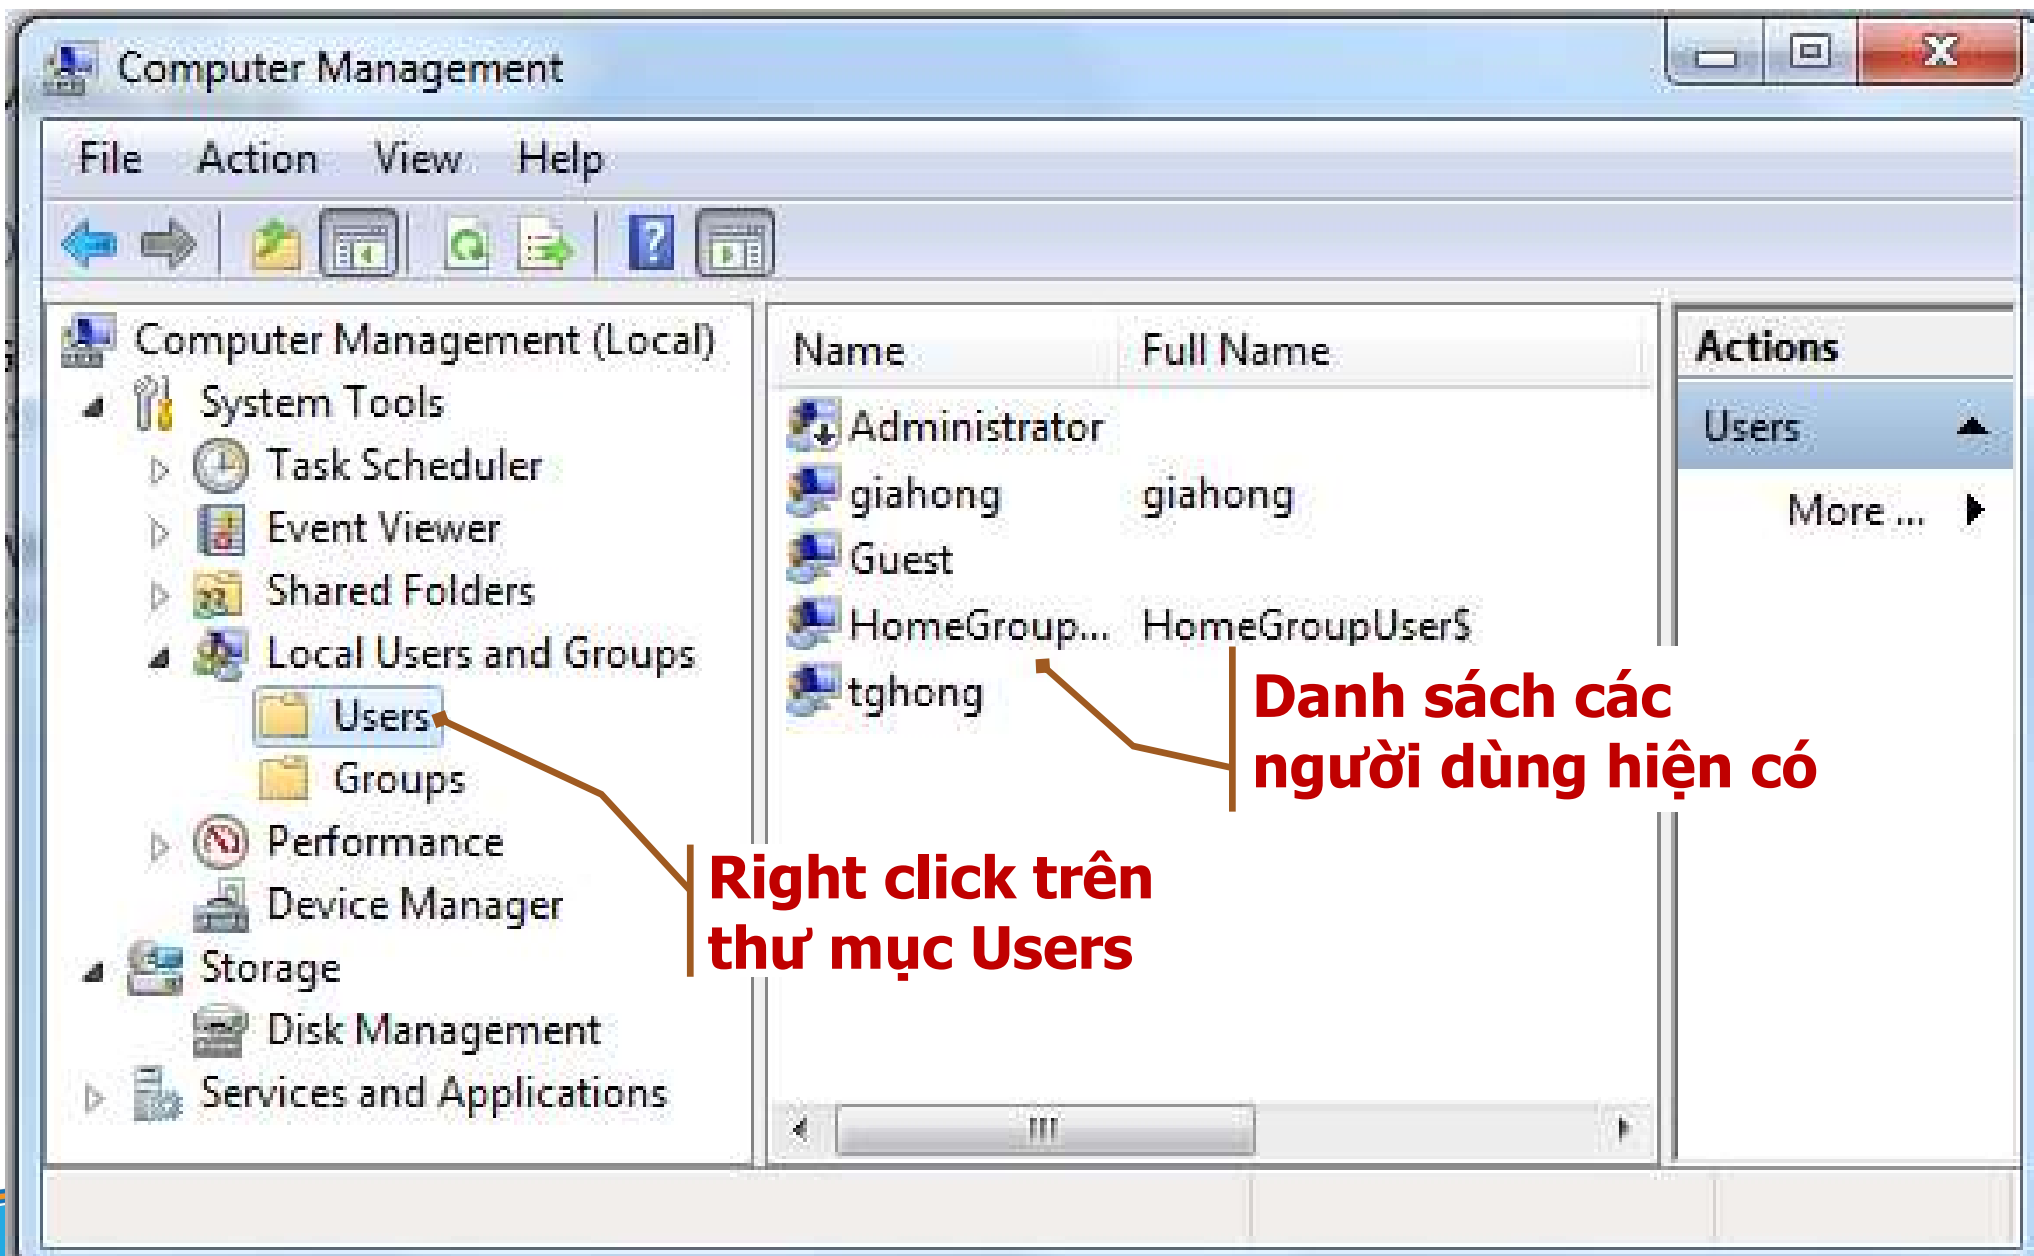 Computer Management
File Action View Help
Computer Management (Local)
System Tools
Task Scheduler
Event Viewer
Shared Folders
Local Users and Groups
Users
Groups
Performance
Device Manager
Storage
Disk Management
Services and Applications
Name Full Name
Administrator
giahong giahong
Guest
HomeGroup... HomeGroupUser$
tghong
Danh sách các
người dùng hiện có
Right click trên
thư mục Users
Actions
Users
More ...